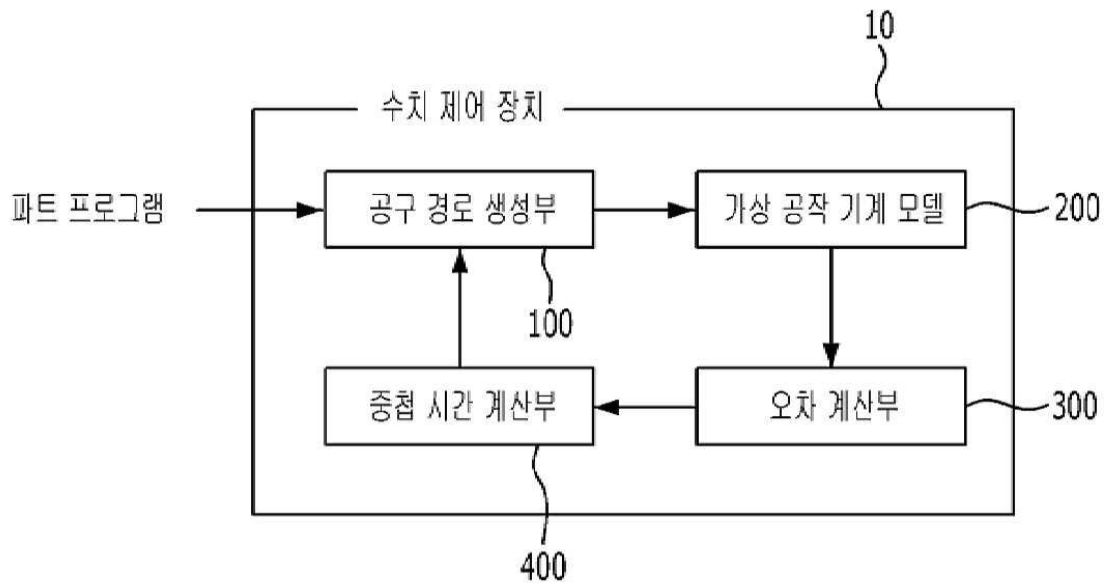 10
수치 제어 장치
파트 프로그램
공구 경로 생성부
가상 공작 기계 모델
200
100
중첩 시간 계산부
오차 계산부
300
400